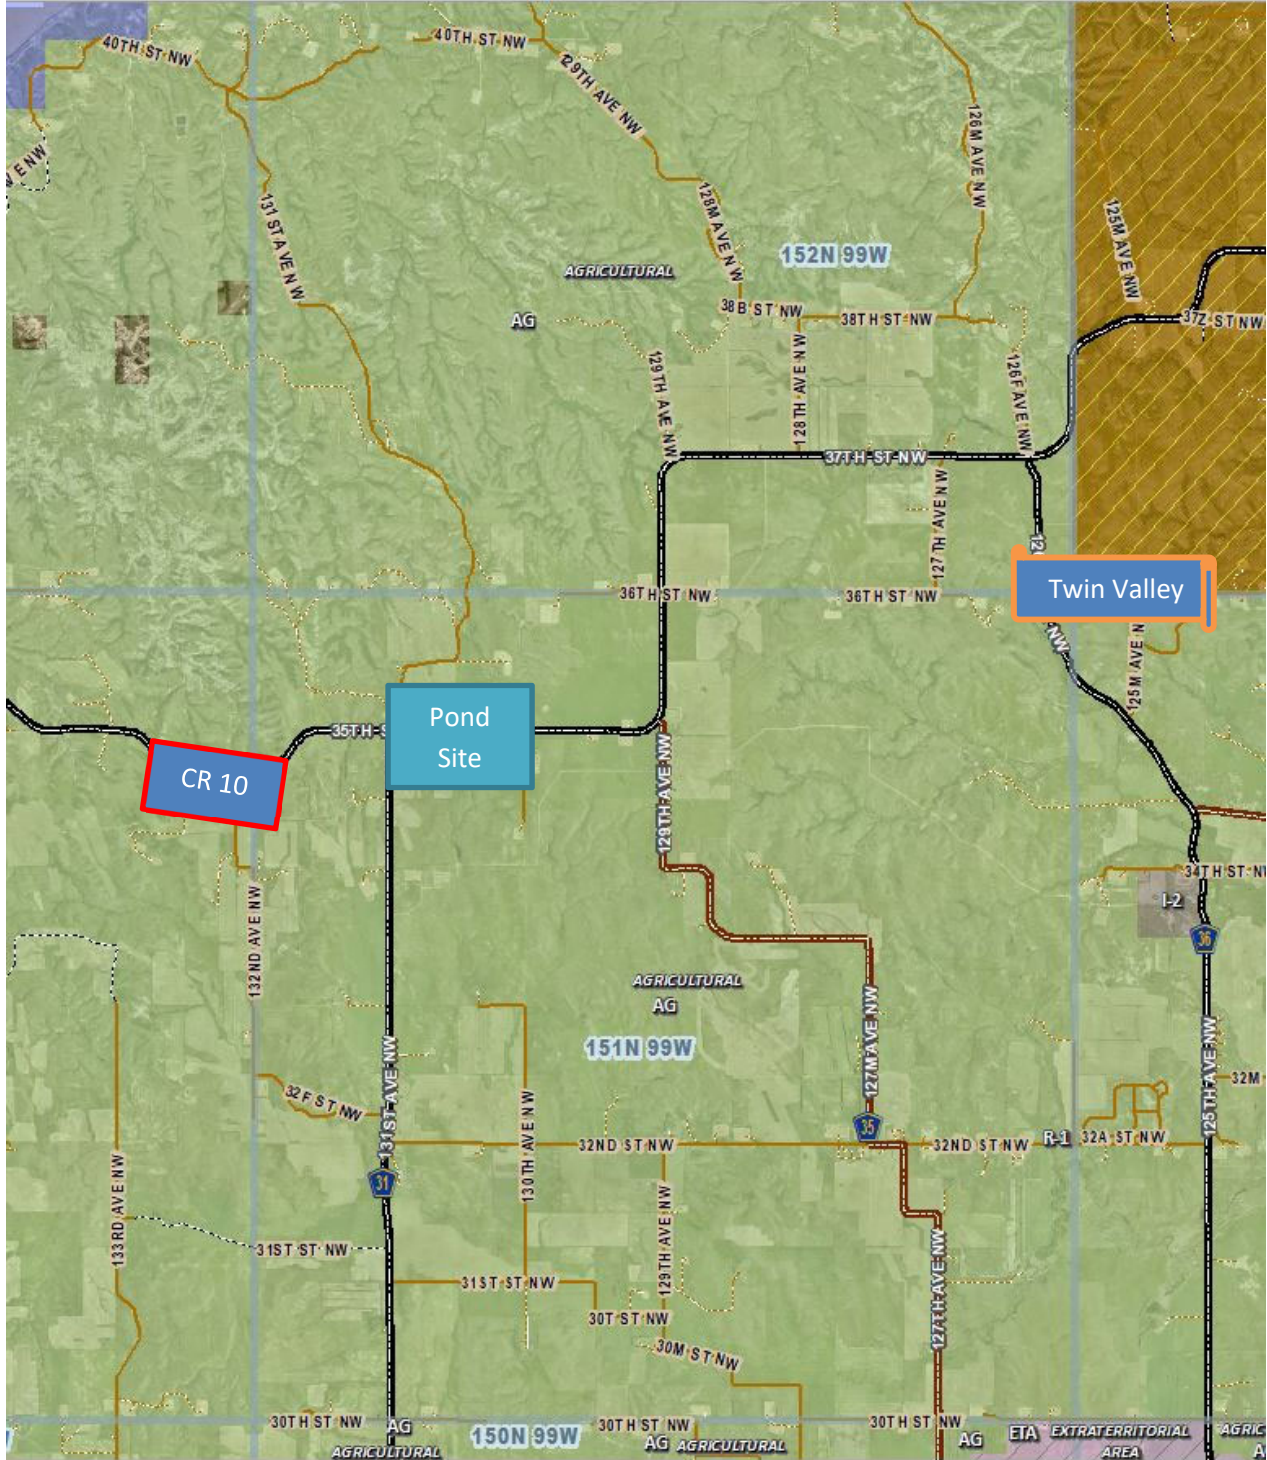 40TH ST NW
40TH ST NW
129TH AVE NW
126M AVE NW
V E NW
131ST AVE NW
128M AVE NW
125M AVE NW
152N 99W
AGRICULTURAL
AG
38B ST NW
38TH ST NW
37Z ST NW
129TH AVE NW
128TH AVE NW
126F AVE NW
37TH ST NW
127TH AVE NW
12
36TH ST NW
36TH ST NW
Twin Valley
NW
125M AVE N
35TH S
Pond
Site
CR 10
129TH AVE NW
34TH ST NW
I-2
36
132ND AVE NW
AGRICULTURAL
AG
151N 99W
127M AVE NW
131ST AVE NW
32F ST NW
125TH AVE NW
32M
35
130TH AVE NW
32ND ST NW
32ND ST NW
R-1
32A ST NW
31
133RD AVE NW
129TH AVE NW
31ST ST NW
31ST ST NW
127TH AVE NW
30T ST NW
30M ST NW
30TH ST NW
AG
30TH ST NW
30TH ST NW
150N 99W
AG
AGRICULTURAL
AGRICULTURAL
AG
ETA
EXTRATERRITORIAL
AREA
AGRIC
A